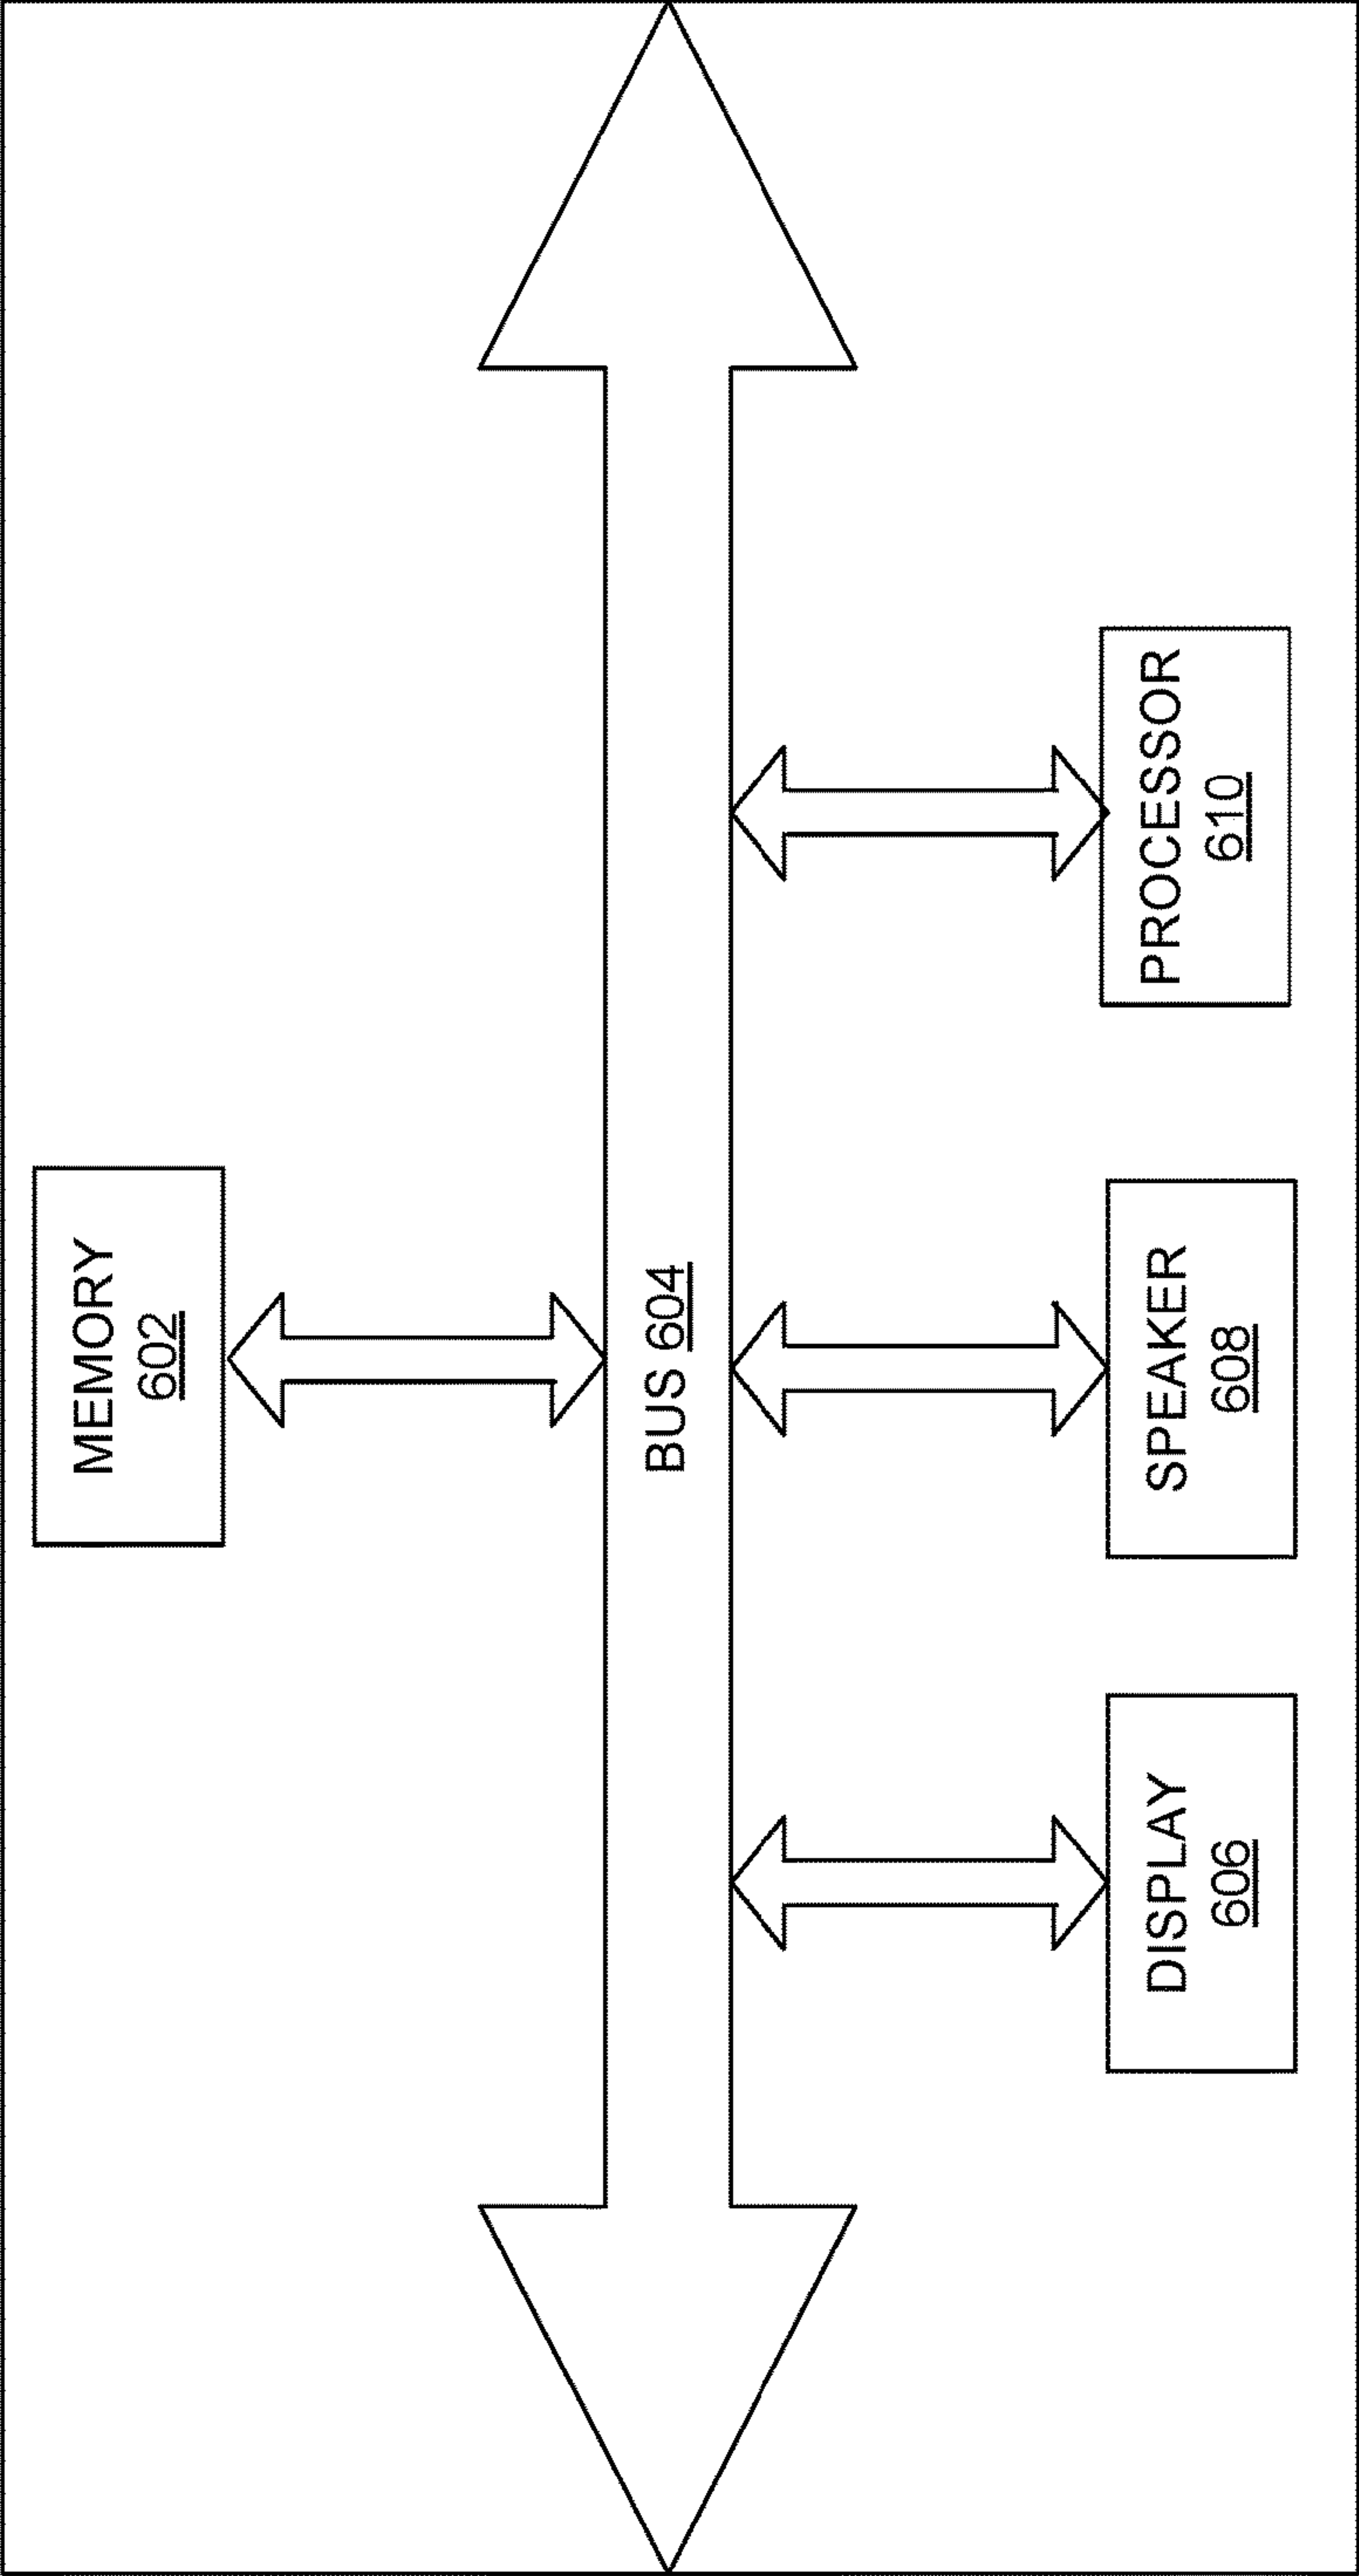 MEMORY
602
BUS 604
DISPLAY
606
SPEAKER
608
PROCESSOR
610